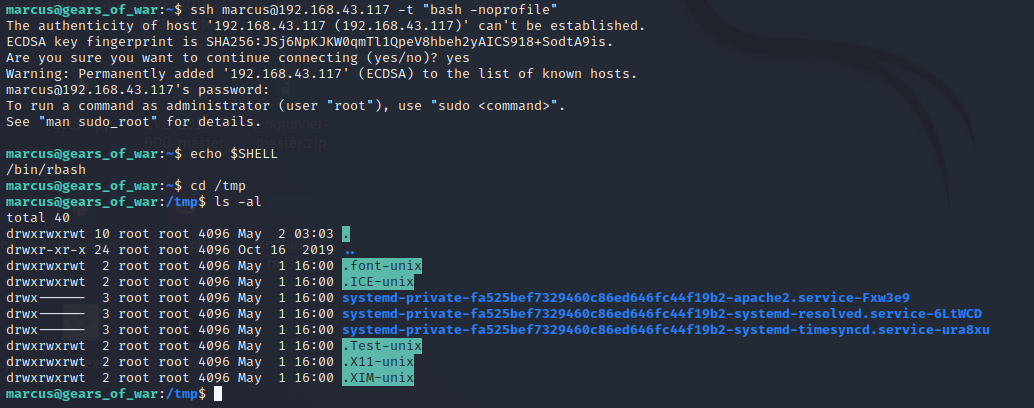 marcus@gears_of_war:~$ ssh marcus@192.168.43.117 -t "bash -noprofile"
The authenticity of host '192.168.43.117 (192.168.43.117)' can't be established.
ECDSA key fingerprint is SHA256:JSj6NpKJKW0qmTl1QpeV8hbeh2yAICS918+SodtA9is.
Are you sure you want to continue connecting (yes/no)? yes
Warning: Permanently added '192.168.43.117' (ECDSA) to the list of known hosts.
marcus@192.168.43.117's password:
To run a command as administrator (user "root"), use "sudo <command>".
See "man sudo_root" for details.
marcus@gears_of_war:~$ echo $SHELL
/bin/rbash
marcus@gears_of_war:~$ cd /tmp
marcus@gears_of_war:/tmp$ ls -al
total 40
drwxrwxrwt 10 root root 4096 May  2 03:03 .
drwxr-xr-x 24 root root 4096 Oct 16  2019 ..
drwxrwxrwt  2 root root 4096 May  1 16:00 .font-unix
drwxrwxrwt  2 root root 4096 May  1 16:00 .ICE-unix
drwx------  3 root root 4096 May  1 16:00 systemd-private-fa525bef7329460c86ed646fc44f19b2-apache2.service-Fxw3e9
drwx------  3 root root 4096 May  1 16:00 systemd-private-fa525bef7329460c86ed646fc44f19b2-systemd-resolved.service-6LtWCD
drwx------  3 root root 4096 May  1 16:00 systemd-private-fa525bef7329460c86ed646fc44f19b2-systemd-timesyncd.service-ura8xu
drwxrwxrwt  2 root root 4096 May  1 16:00 .Test-unix
drwxrwxrwt  2 root root 4096 May  1 16:00 .X11-unix
drwxrwxrwt  2 root root 4096 May  1 16:00 .XIM-unix
marcus@gears_of_war:/tmp$